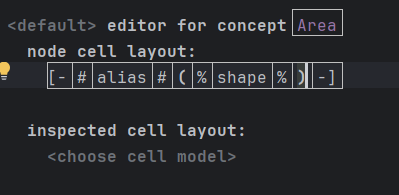 <default> editor for concept Area
node cell layout:
[- # alias # ( % shape % ) -]
inspected cell layout:
<choose cell model>